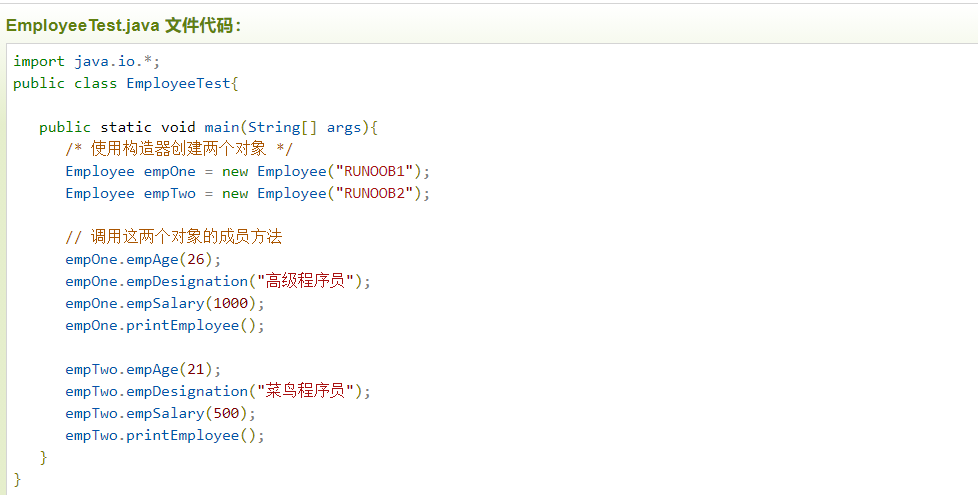 EmployeeTest.java 文件代码：
import java.io.*;
public class EmployeeTest{
public static void main(String[] args){
/* 使用构造器创建两个对象 */
Employee empOne = new Employee("RUNOOB1");
Employee empTwo = new Employee("RUNOOB2");
// 调用这两个对象的成员方法
empOne.empAge(26);
empOne.empDesignation("高级程序员");
empOne.empSalary(1000);
empOne.printEmployee();
empTwo.empAge(21);
empTwo.empDesignation("菜鸟程序员");
empTwo.empSalary(500);
empTwo.printEmployee();
}
}